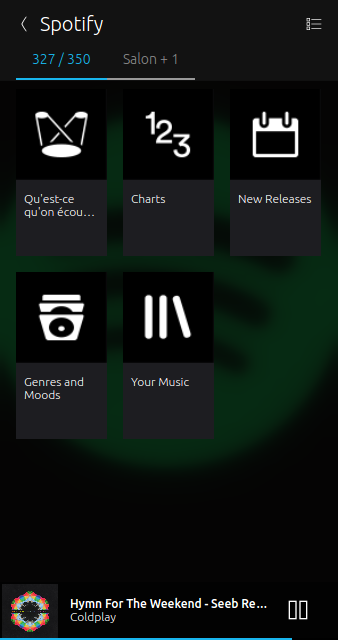 Spotify
327 / 350
Salon + 1
Qu'est-ce
qu'on écou...
Charts
New Releases
Genres and
Moods
Your Music
Hymn For The Weekend - Seeb Re...
Coldplay